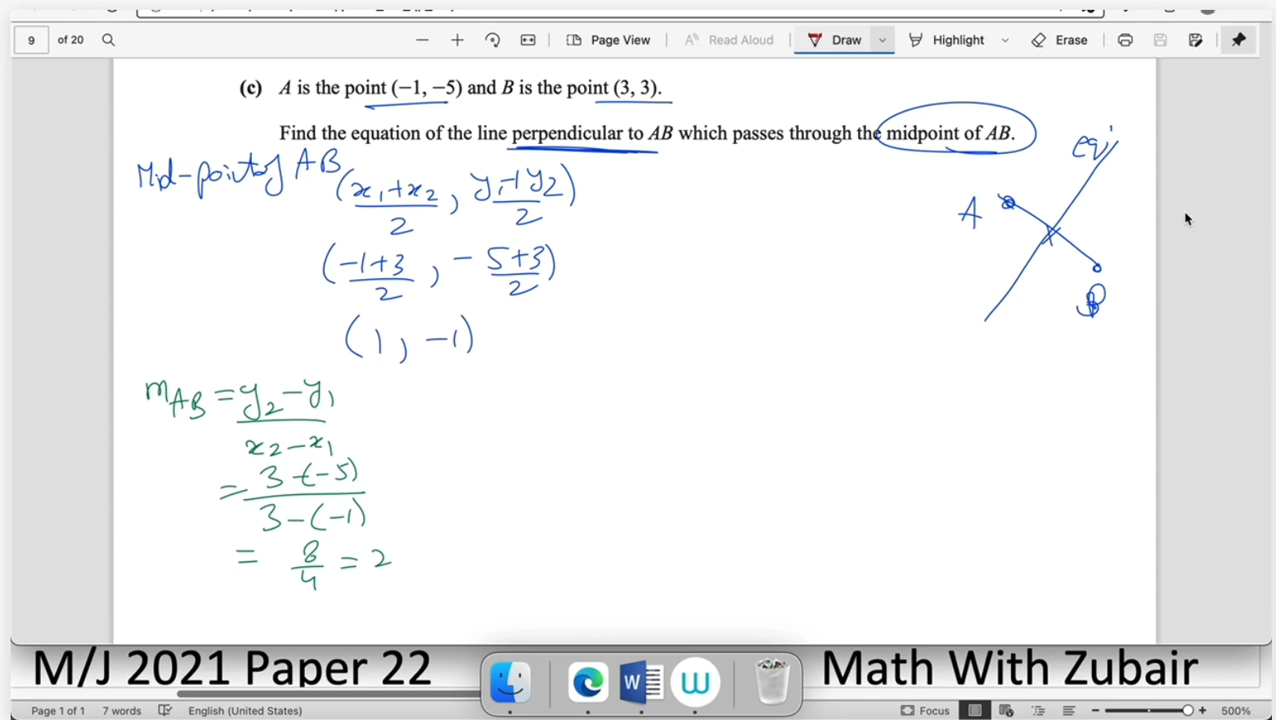 9 of 20 Page View Read Aloud Draw Highlight Erase
(c) A is the point (−1, −5) and B is the point (3, 3).
Find the equation of the line perpendicular to AB which passes through the midpoint of AB.
Mid-point of AB
(x₁+x₂/2, y₁+y₂/2)
(-1+3/2, -5+3/2)
(1, -1)
A
B
m_AB = y₂-y₁/x₂-x₁
= 3-(-5)/3-(-1)
= 8/4 = 2
M/J 2021 Paper 22
W
Math With Zubair
Page 1 of 1 7 words English (United States) Focus 500%